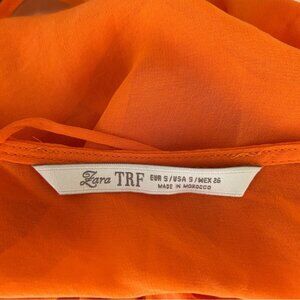 Zara TRF EUR S/USA S/MEX 26
MADE IN MOROCCO